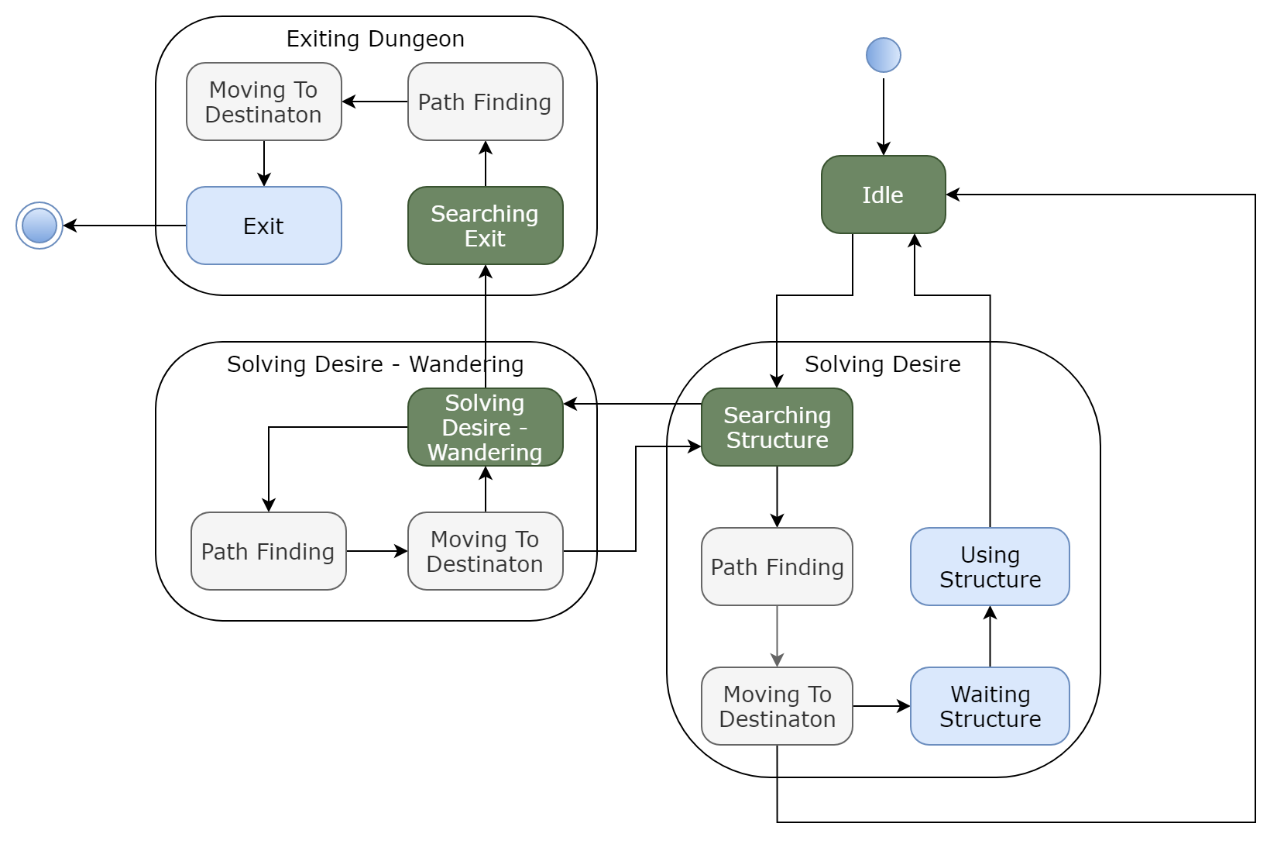 Exiting Dungeon
Moving To
Destinaton
Path Finding
Exit
Searching
Exit
Idle
Solving Desire - Wandering
Solving
Desire -
Wandering
Path Finding
Moving To
Destinaton
Solving Desire
Searching
Structure
Path Finding
Using
Structure
Moving To
Destinaton
Waiting
Structure